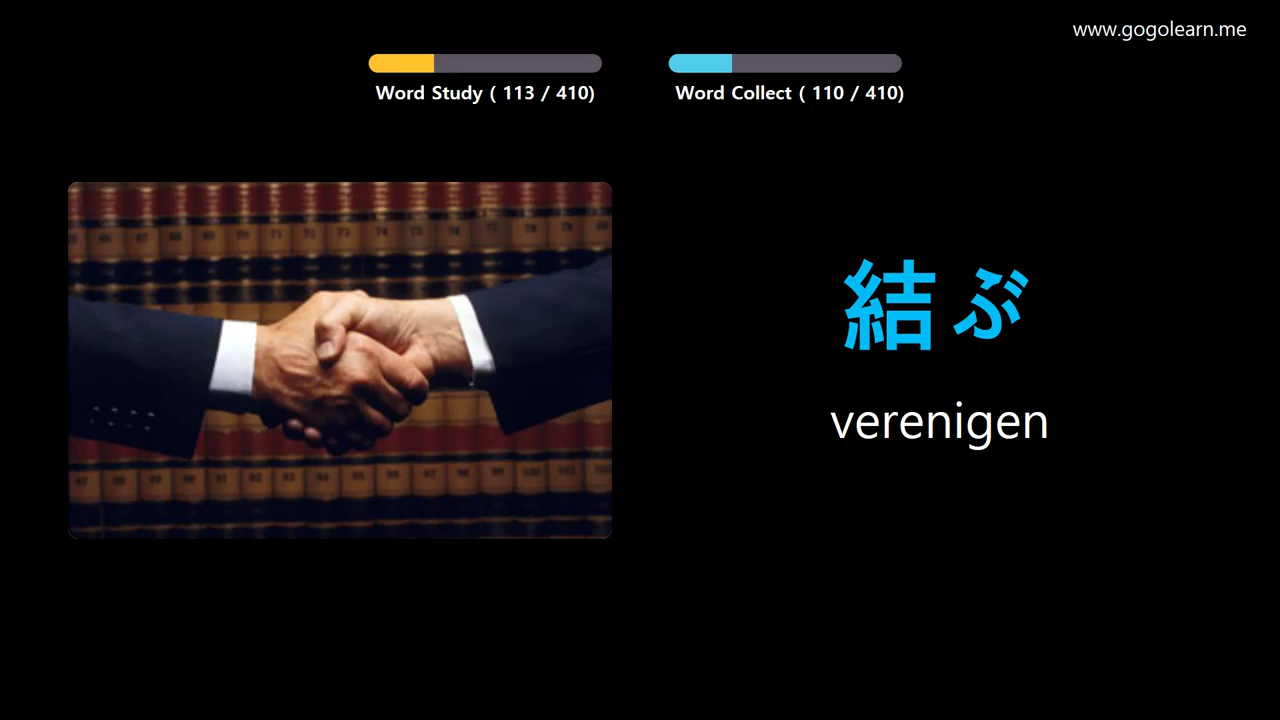 www.gogolearn.me
Word Study ( 113 / 410)
Word Collect ( 110 / 410)
結ぶ
verenigen